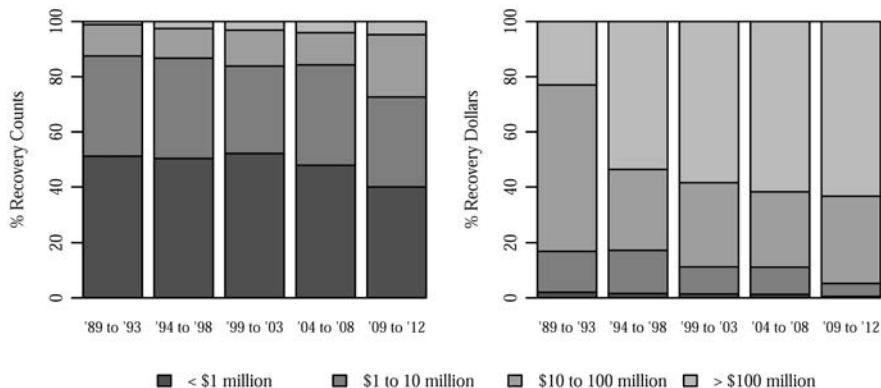 % Recovery Counts
0
20
40
60
80
100
'89 to '93
'94 to '98
'99 to '03
'04 to '08
'09 to '12
% Recovery Dollars
0
20
40
60
80
100
'89 to '93
'94 to '98
'99 to '03
'04 to '08
'09 to '12
< $1 million
$1 to 10 million
$10 to 100 million
> $100 million